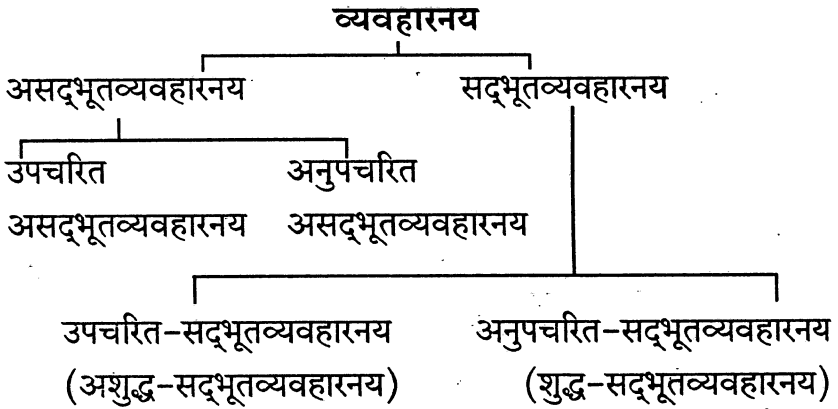 व्यवहारनय
असद्‌भूतव्यवहारनय सद्‌भूतव्यवहारनय
उपचरित अनुपचरित
असद्‌भूतव्यवहारनय असद्‌भूतव्यवहारनय
उपचरित-सद्‌भूतव्यवहारनय अनुपचरित-सद्‌भूतव्यवहारनय
(अशुद्ध-सद्‌भूतव्यवहारनय) (शुद्ध-सद्‌भूतव्यवहारनय)